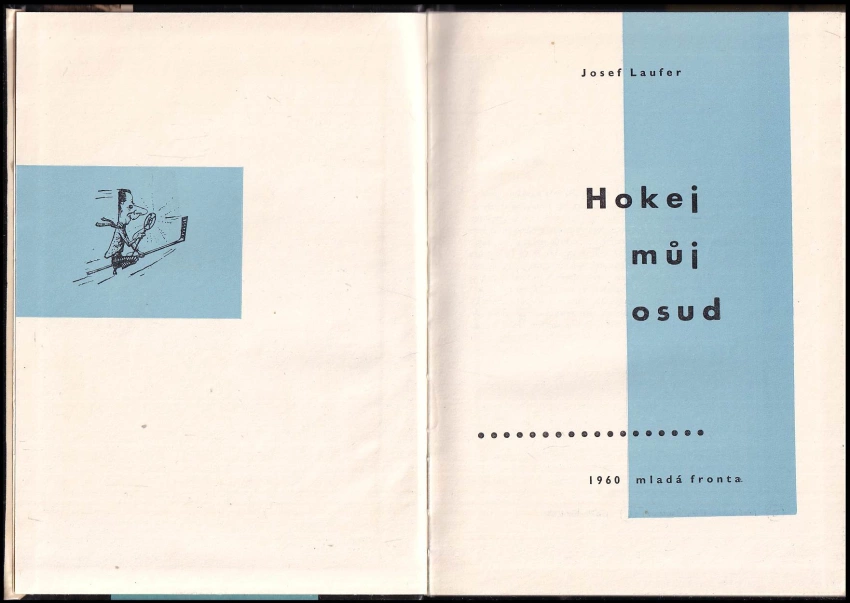 Josef Laufer
Hokej
můj
osud
1960 mladá fronta